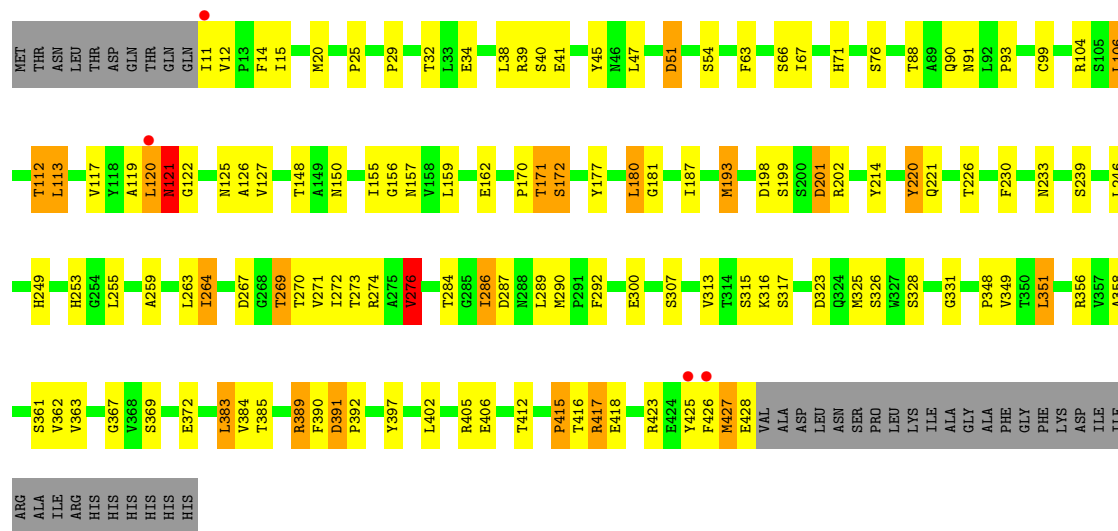 MET THR ASN LEU THR ASP GLN THR GLN GLN I11 V12 P13 F14 I15 M20 P25 P29 T32 L33 E34 L38 R39 S40 E41 Y45 N46 L47 D51 S54 F63 S66 I67 H71 S76 T88 A89 Q90 N91 L92 P93 C99 R104 S105 L106
T112 L113 V117 Y118 A119 L120 N121 G122 N125 A126 V127 T148 A149 N150 I155 G156 N157 V158 L159 E162 P170 T171 S172 Y177 L180 G181 I187 M193 D198 S199 S200 D201 R202 Y214 Y220 Q221 T226 F230 N233 S239 L245
H249 H253 G254 L255 A259 L263 I264 D267 G268 T269 T270 V271 I272 T273 R274 A275 V276 T284 G285 I286 D287 N288 L289 M290 P291 F292 E300 S307 V313 T314 S315 K316 S317 D323 Q324 M325 S326 W327 S328 G331 P348 V349 T350 L351 R356 V357 A358
S361 V362 V363 G367 V368 S369 E372 L383 V384 T385 R389 F390 D391 P392 Y397 L402 R405 E406 T412 P415 T416 R417 E418 R423 E424 Y425 F426 M427 E428 VAL ALA ASP LEU ASN SER PRO LEU LYS ILE ALA GLY ALA PHE GLY PHE LYS ASP ILE ILE
ARG ALA ILE ARG HIS HIS HIS HIS HIS HIS